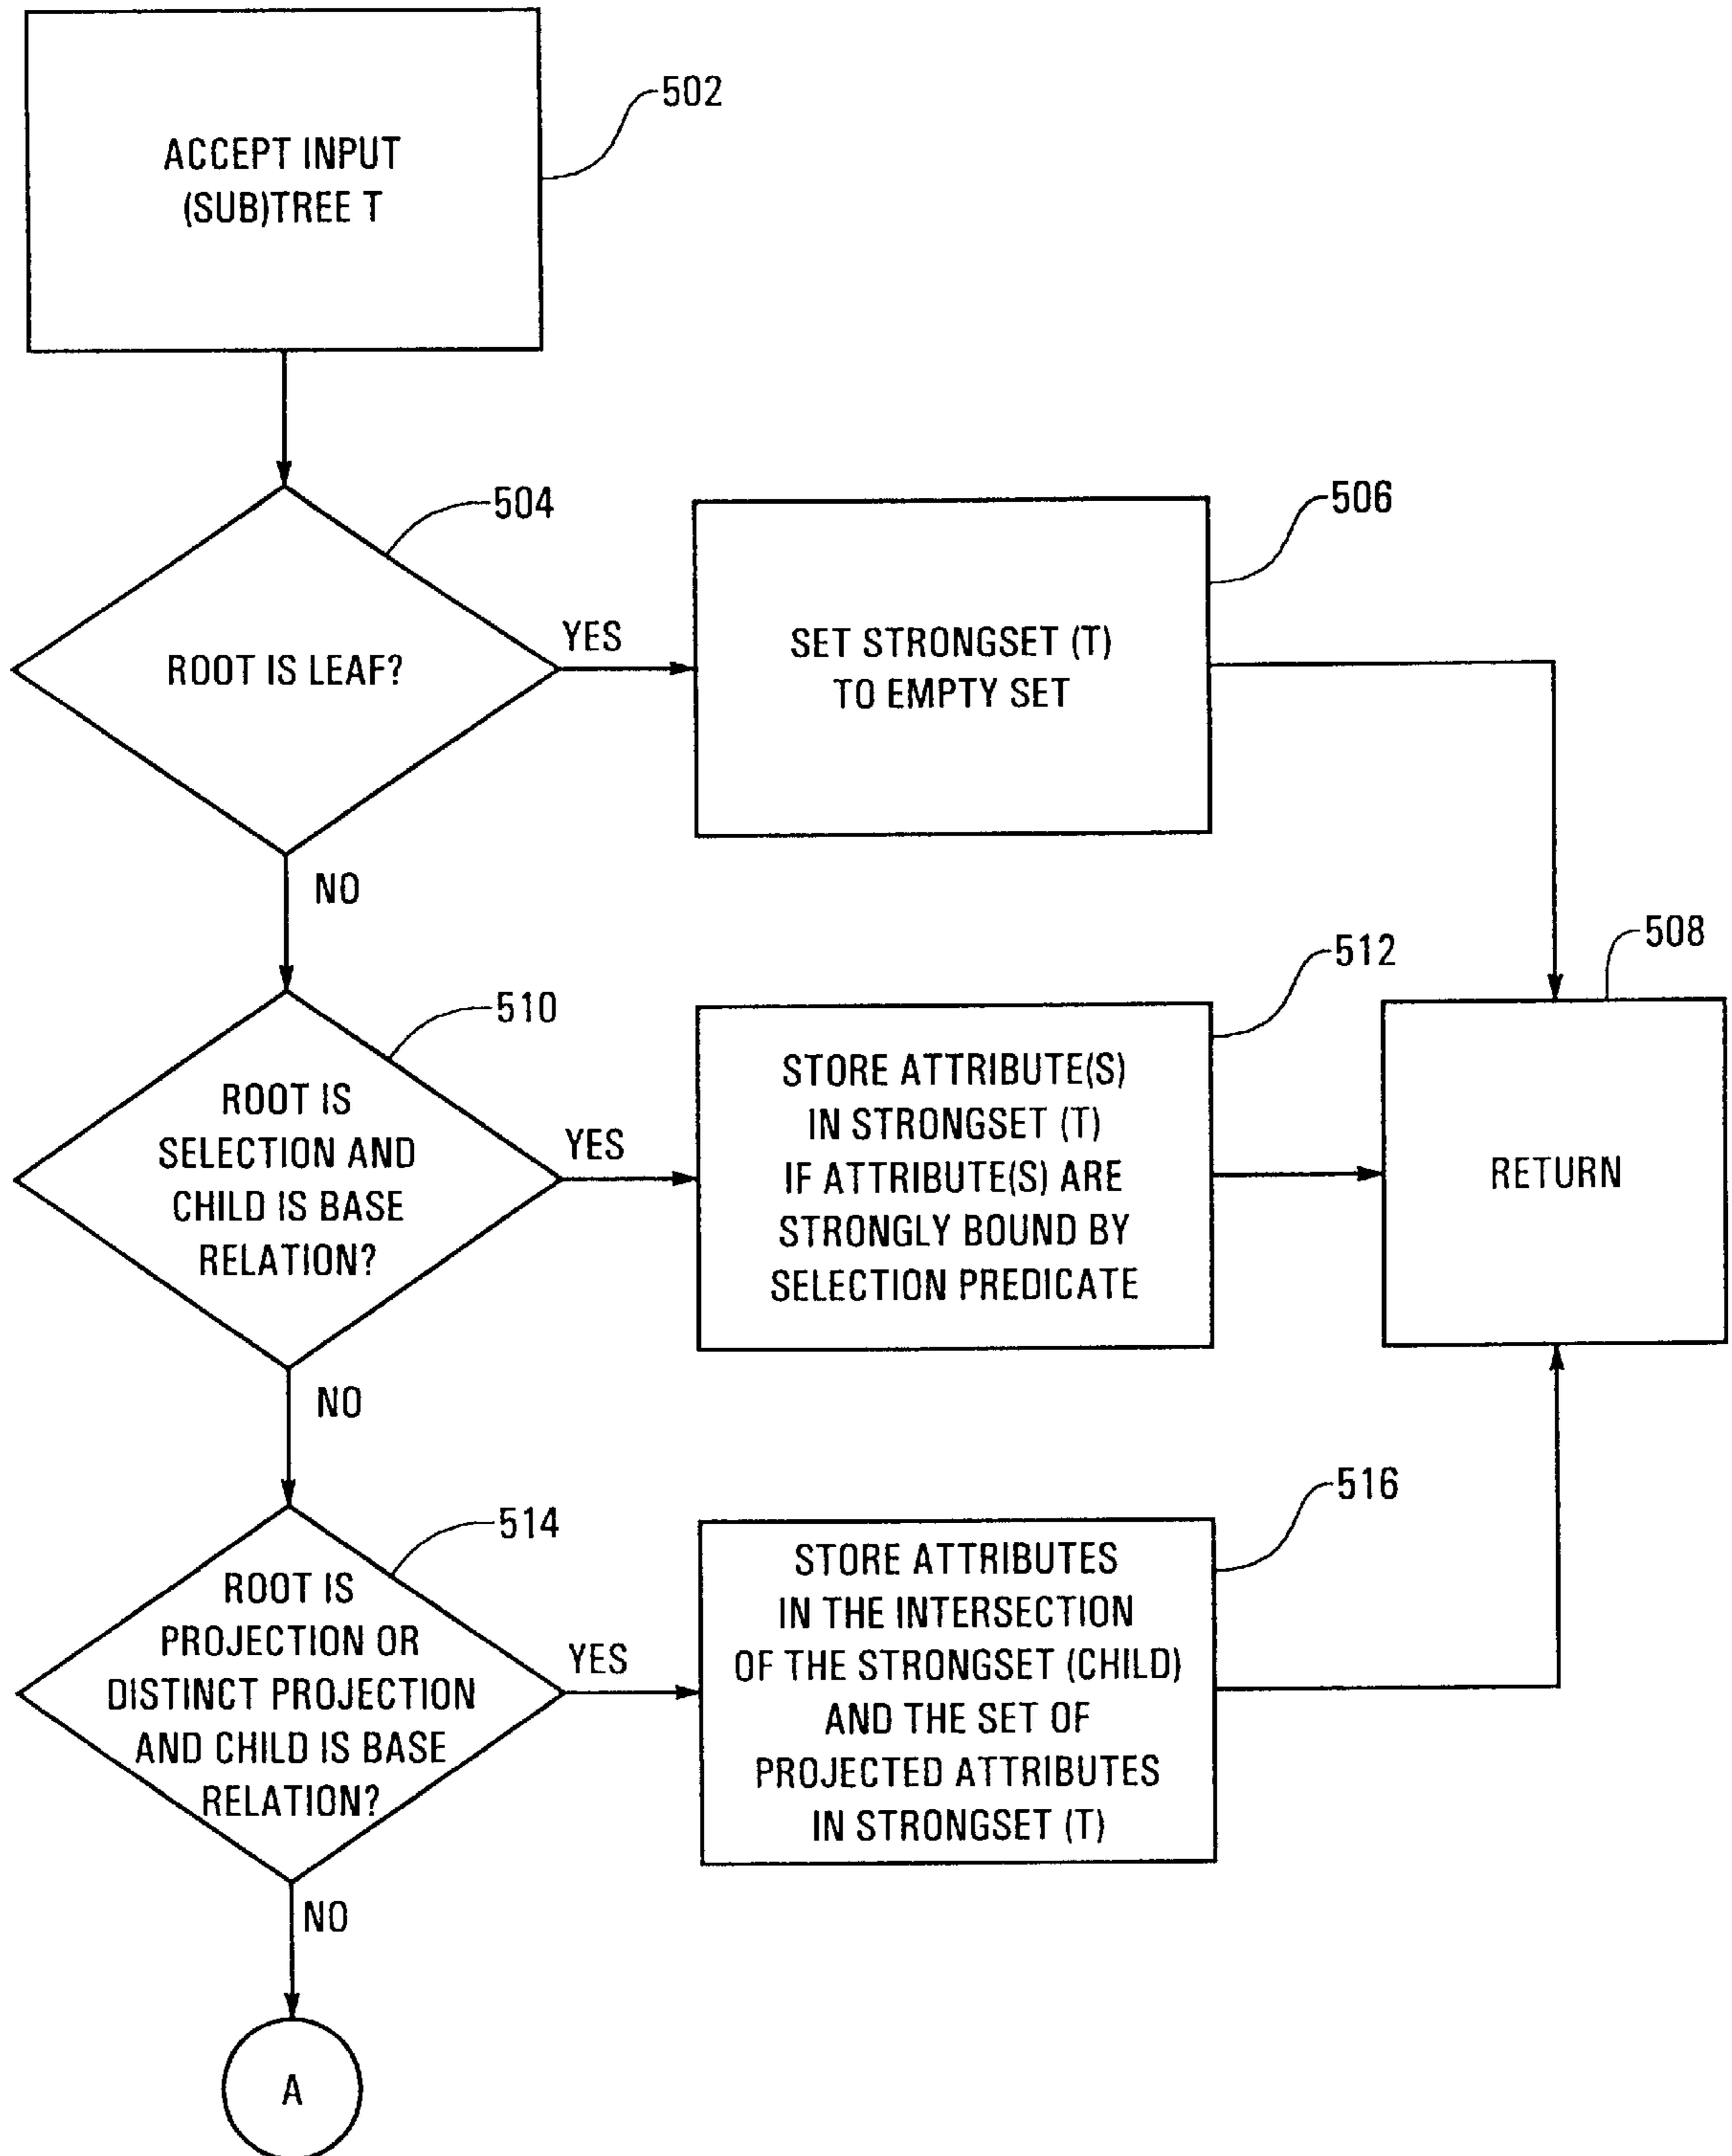 ACCEPT INPUT
(SUB)TREE T
502
504
ROOT IS LEAF?
YES
NO
506
SET STRONGSET (T)
TO EMPTY SET
508
RETURN
510
ROOT IS
SELECTION AND
CHILD IS BASE
RELATION?
YES
NO
512
STORE ATTRIBUTE(S)
IN STRONGSET (T)
IF ATTRIBUTE(S) ARE
STRONGLY BOUND BY
SELECTION PREDICATE
514
ROOT IS
PROJECTION OR
DISTINCT PROJECTION
AND CHILD IS BASE
RELATION?
YES
NO
516
STORE ATTRIBUTES
IN THE INTERSECTION
OF THE STRONGSET (CHILD)
AND THE SET OF
PROJECTED ATTRIBUTES
IN STRONGSET (T)
A